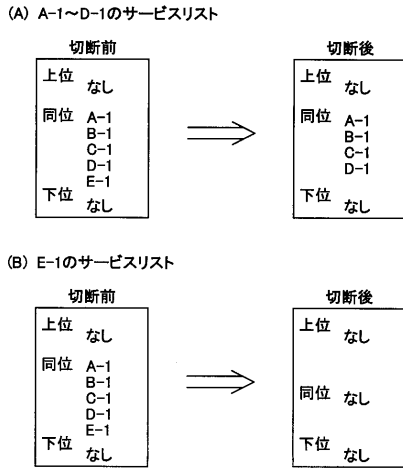 (A) A-1～D-1のサービスリスト
切断前
上位
なし
同位 A-1
B-1
C-1
D-1
E-1
下位
なし
切断後
上位
なし
同位 A-1
B-1
C-1
D-1
下位
なし
(B) E-1のサービスリスト
切断前
上位
なし
同位 A-1
B-1
C-1
D-1
E-1
下位
なし
切断後
上位
なし
同位
なし
下位
なし